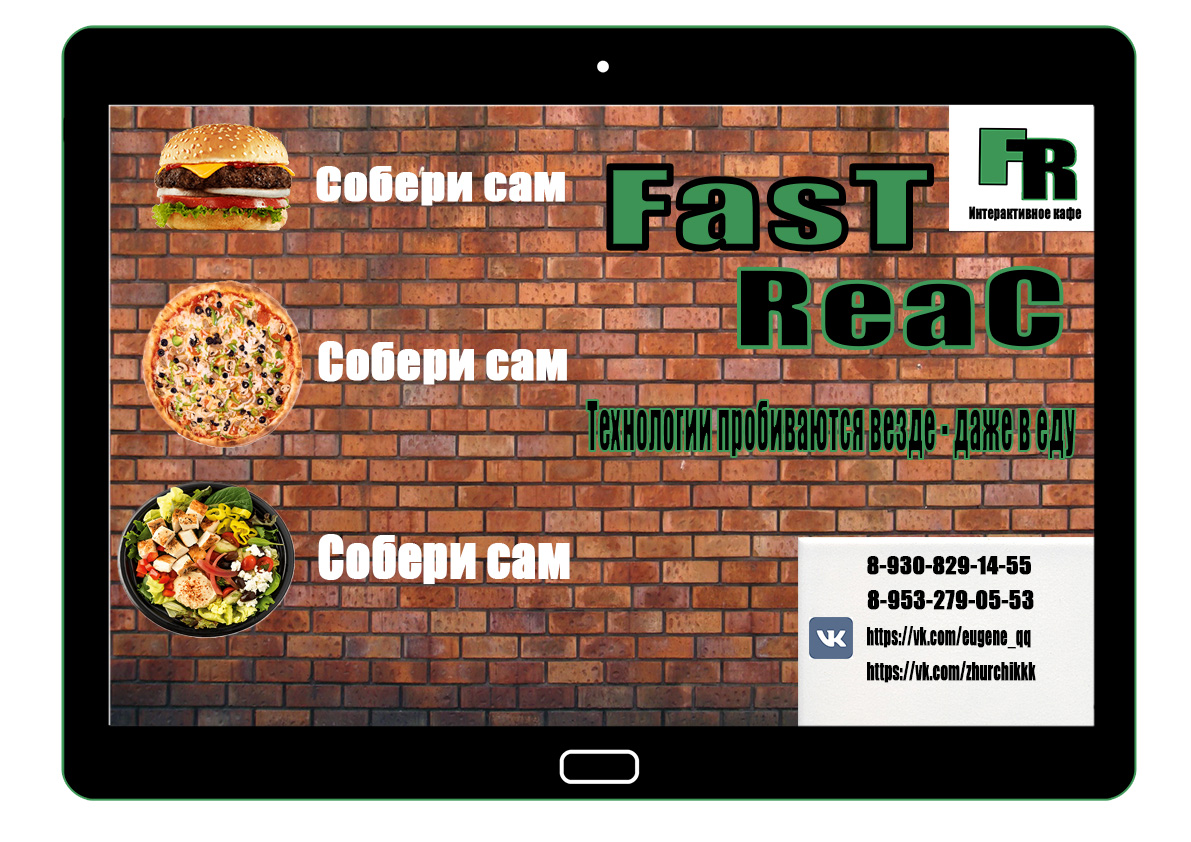 Собери сам
Собери сам
Собери сам
FasT
ReaC
Технологии пробиваются везде - даже в еду
FR
Интерактивное кафе
8-930-829-14-55
8-953-279-05-53
https://vk.com/eugene_qq
https://vk.com/zhurchikkk